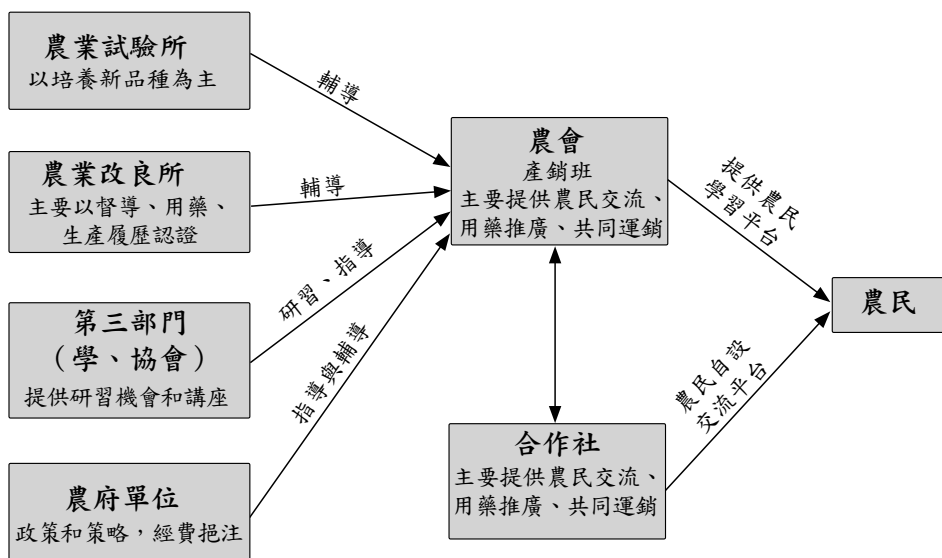 農業試驗所
以培養新品種為主
輔導
農業改良所
主要以督導、用藥、
生產履歷認證
輔導
第三部門
（學、協會）
提供研習機會和講座
研習、指導
農府單位
政策和策略，經費挹注
指導與輔導
農會
產銷班
主要提供農民交流、
用藥推廣、共同運銷
合作社
主要提供農民交流、
用藥推廣、共同運銷
提供農民
學習平台
農民自設
交流平台
農民